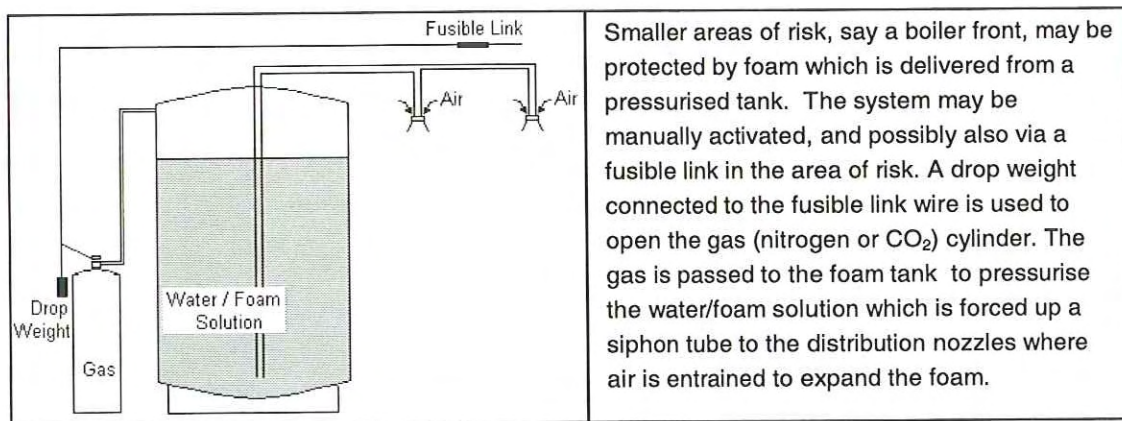 Fusible Link
Air
Air
Drop
Weight
Gas
Water / Foam
Solution
Smaller areas of risk, say a boiler front, may be
protected by foam which is delivered from a
pressurised tank. The system may be
manually activated, and possibly also via a
fusible link in the area of risk. A drop weight
connected to the fusible link wire is used to
open the gas (nitrogen or CO₂) cylinder. The
gas is passed to the foam tank to pressurise
the water/foam solution which is forced up a
siphon tube to the distribution nozzles where
air is entrained to expand the foam.